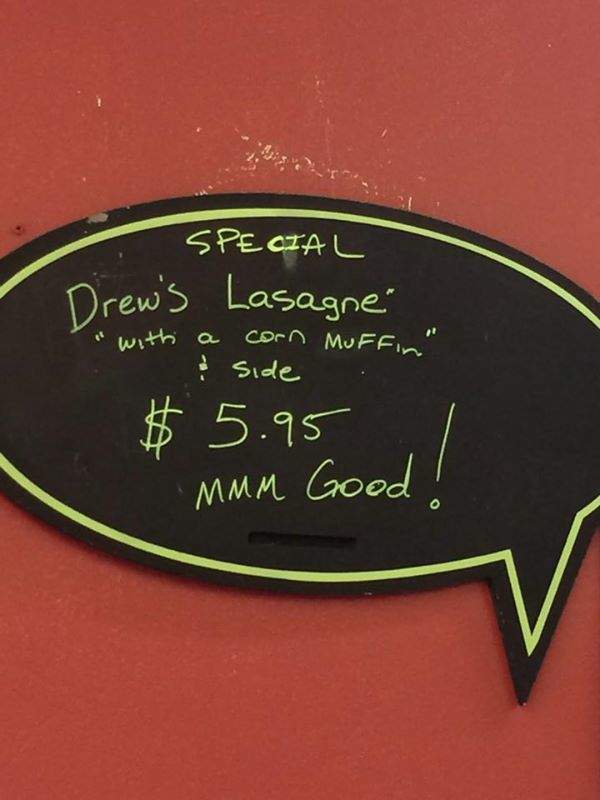 SPECIAL
Drew's Lasagne"
"with a corn MuFFin"
& Side
$ 5.95
MMM Good!